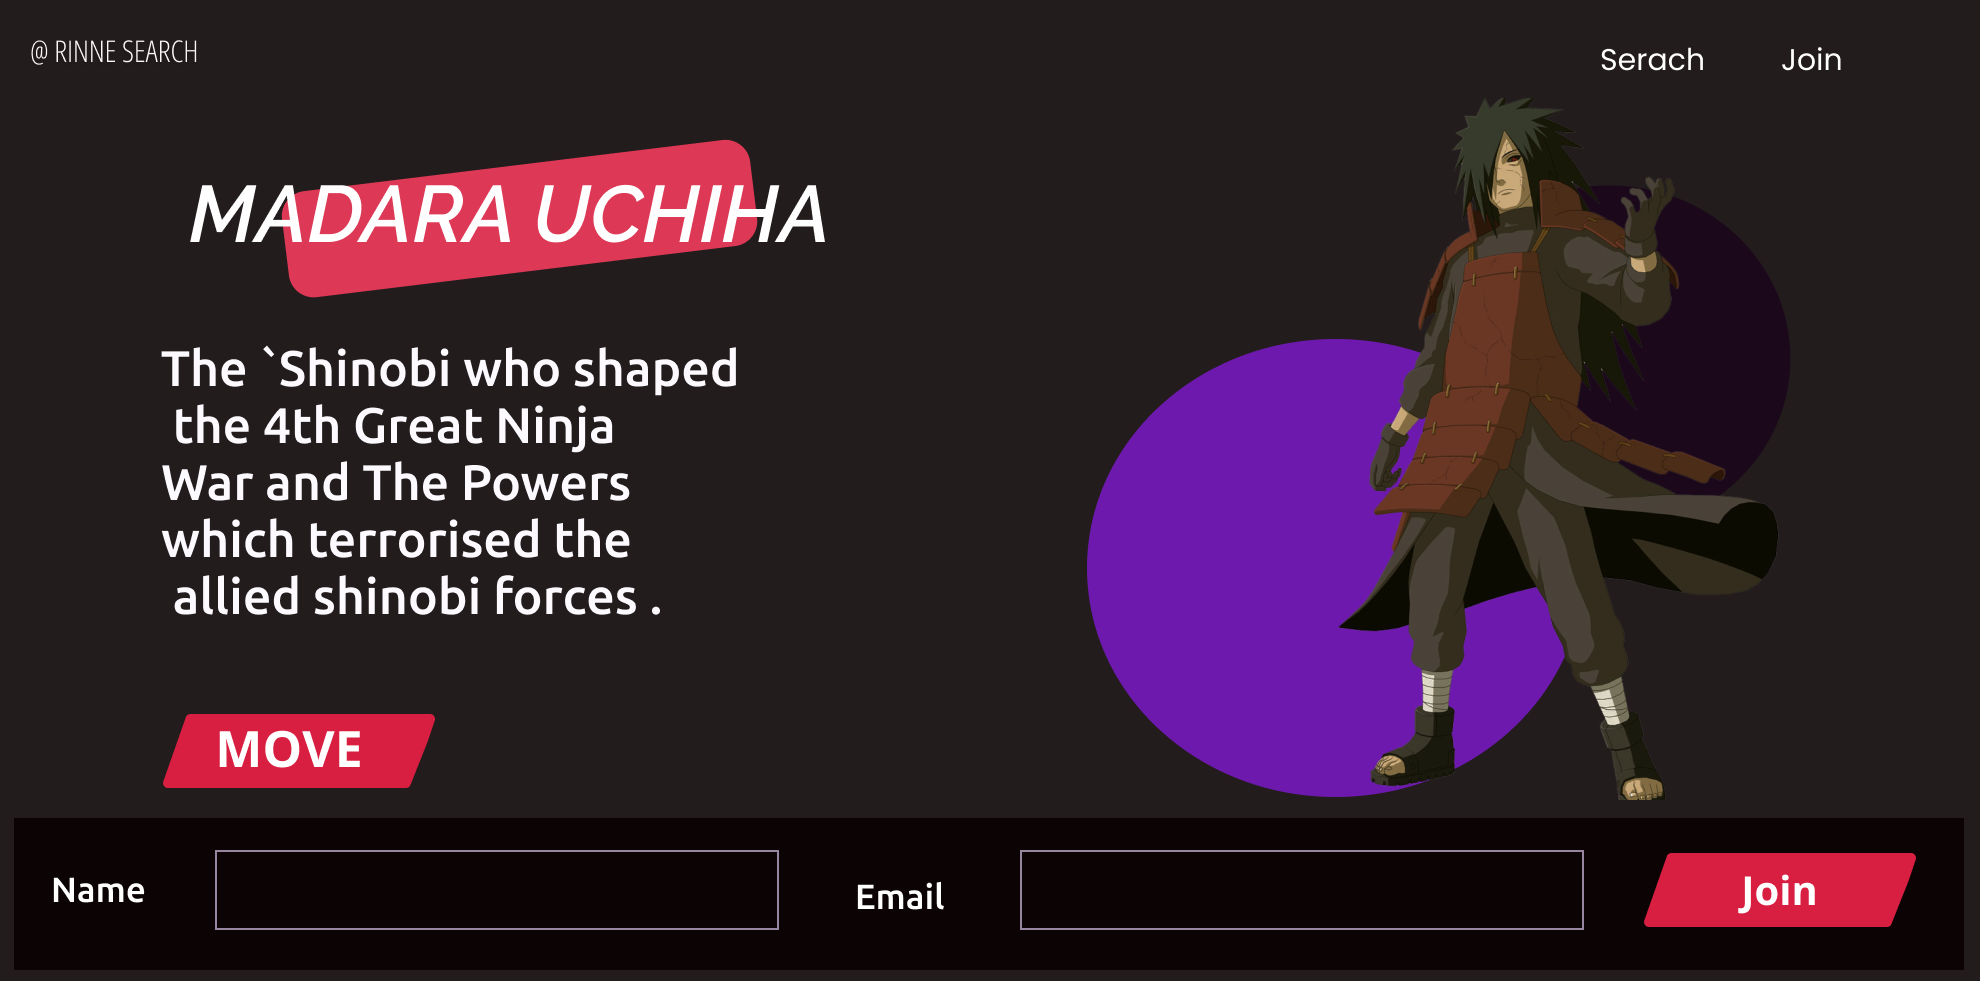 @ RINNE SEARCH
Serach
Join
MADARA UCHIHA
The `Shinobi who shaped
the 4th Great Ninja
War and The Powers
which terrorised the
allied shinobi forces .
MOVE
Name
Email
Join